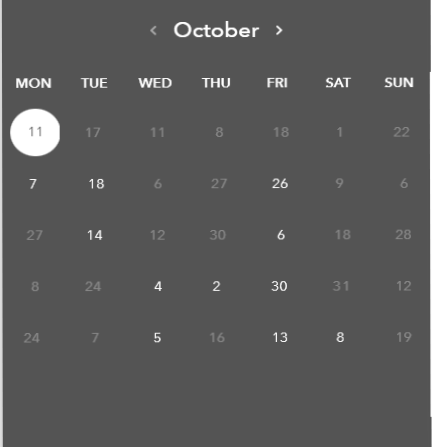 ‹ October ›
MON TUE WED THU FRI SAT SUN
11 17 11 8 18 1 22
7 18 6 27 26 9 6
27 14 12 30 6 18 28
8 24 4 2 30 31 12
24 7 5 16 13 8 19